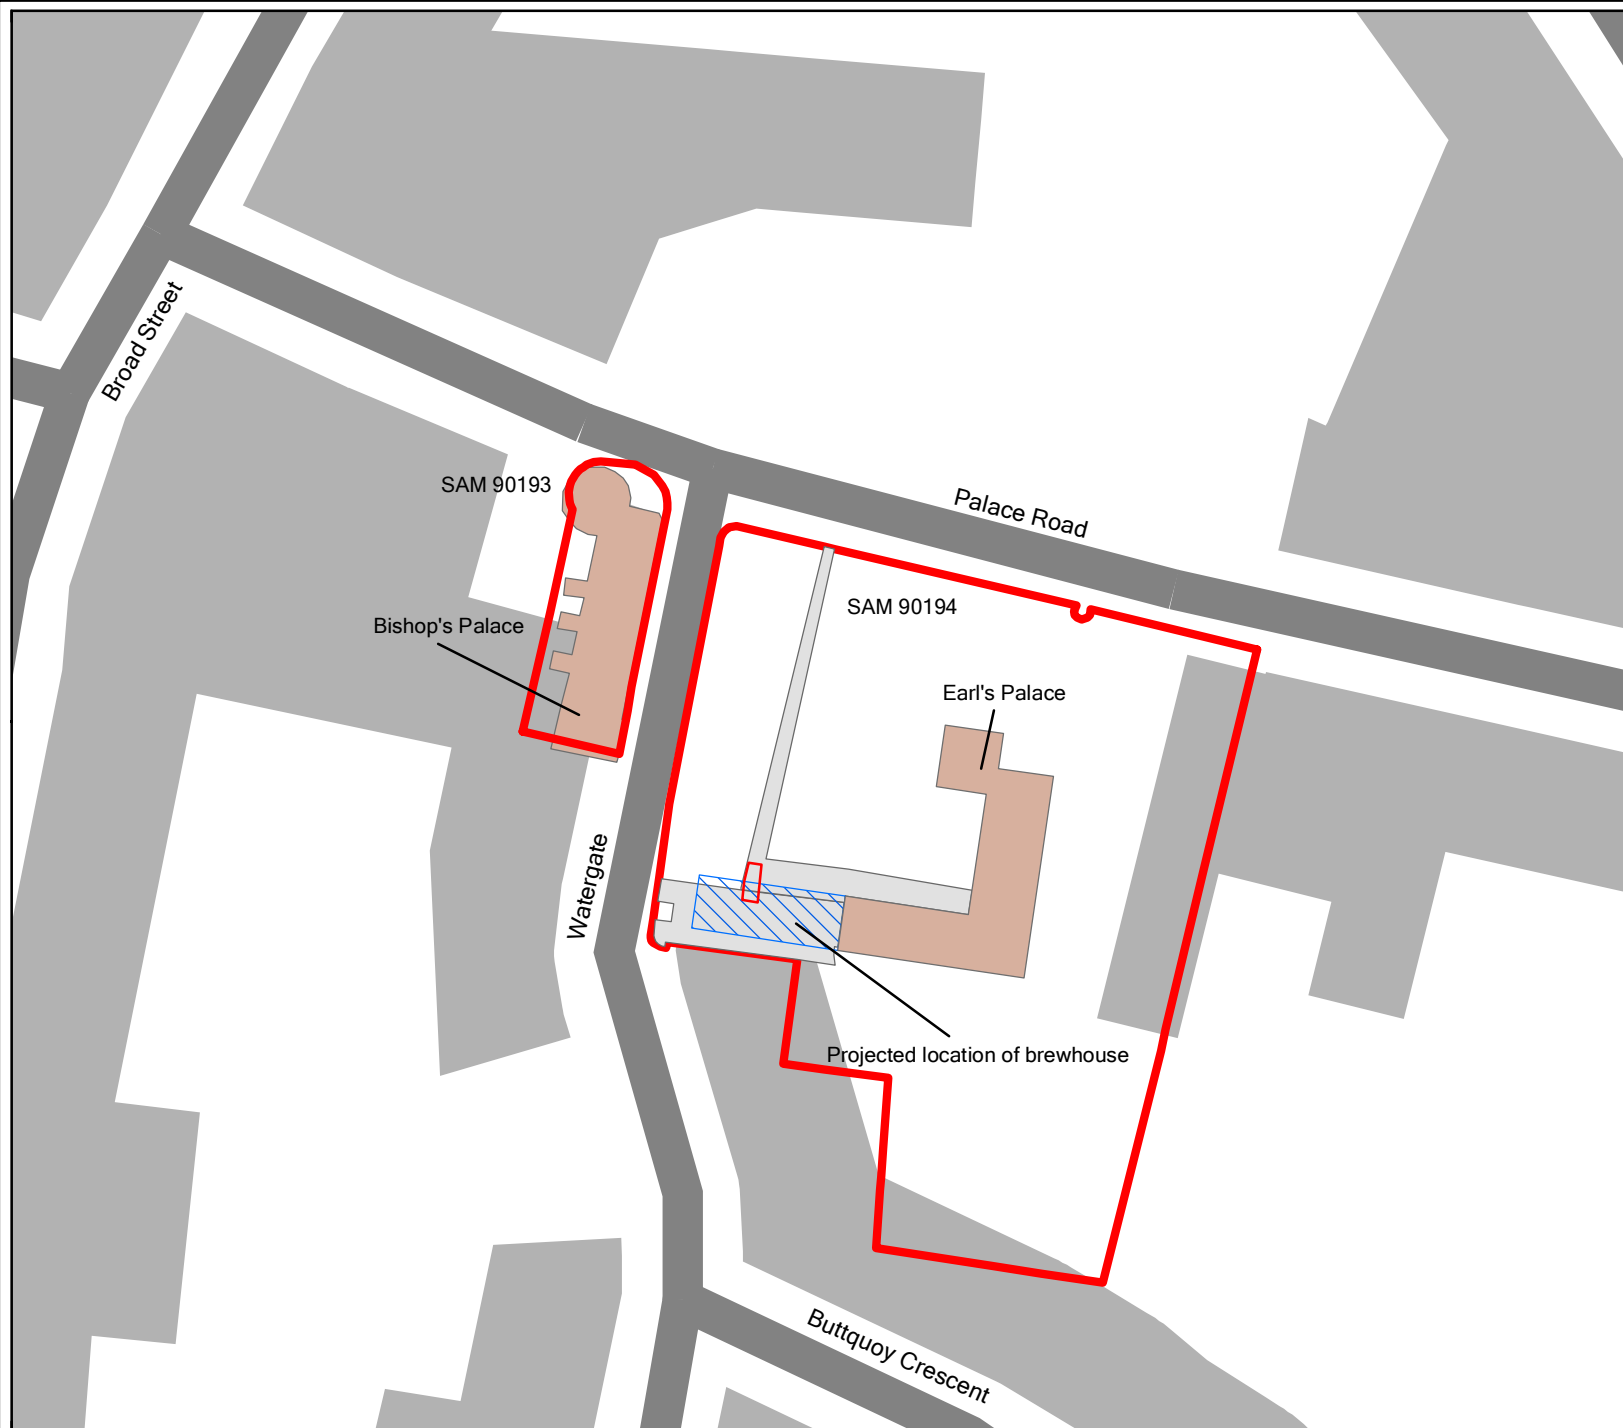 Broad Street
SAM 90193
Palace Road
SAM 90194
Bishop's Palace
Earl's Palace
Watergate
Projected location of brewhouse
Buttquoy Crescent